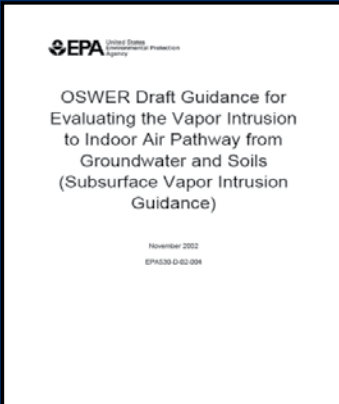 EPA United States
Environmental Protection
Agency
OSWER Draft Guidance for
Evaluating the Vapor Intrusion
to Indoor Air Pathway from
Groundwater and Soils
(Subsurface Vapor Intrusion
Guidance)
November 2002
EPA530-D-02-004